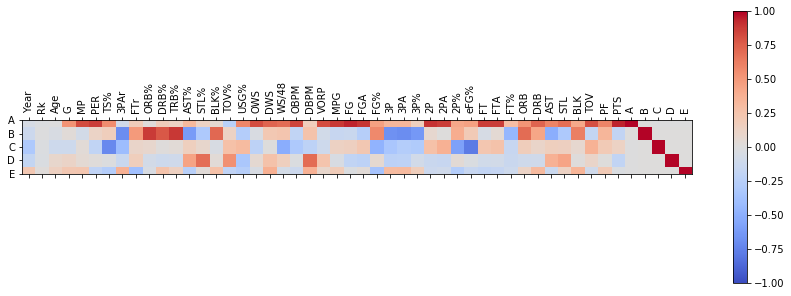 Year Rk Age G MP PER TS% 3PAr FTr ORB% DRB% TRB% AST% STL% BLK% TOV% USG% OWS DWS WS/48 OBPM DBPM VORP MPG FG FGA FG% 3P 3PA 3P% 2P 2PA 2P% eFG% FT FTA FT% ORB DRB AST STL BLK TOV PF PTS A B C D E
A
B
C
D
E
1.00
0.75
0.50
0.25
0.00
−0.25
−0.50
−0.75
−1.00